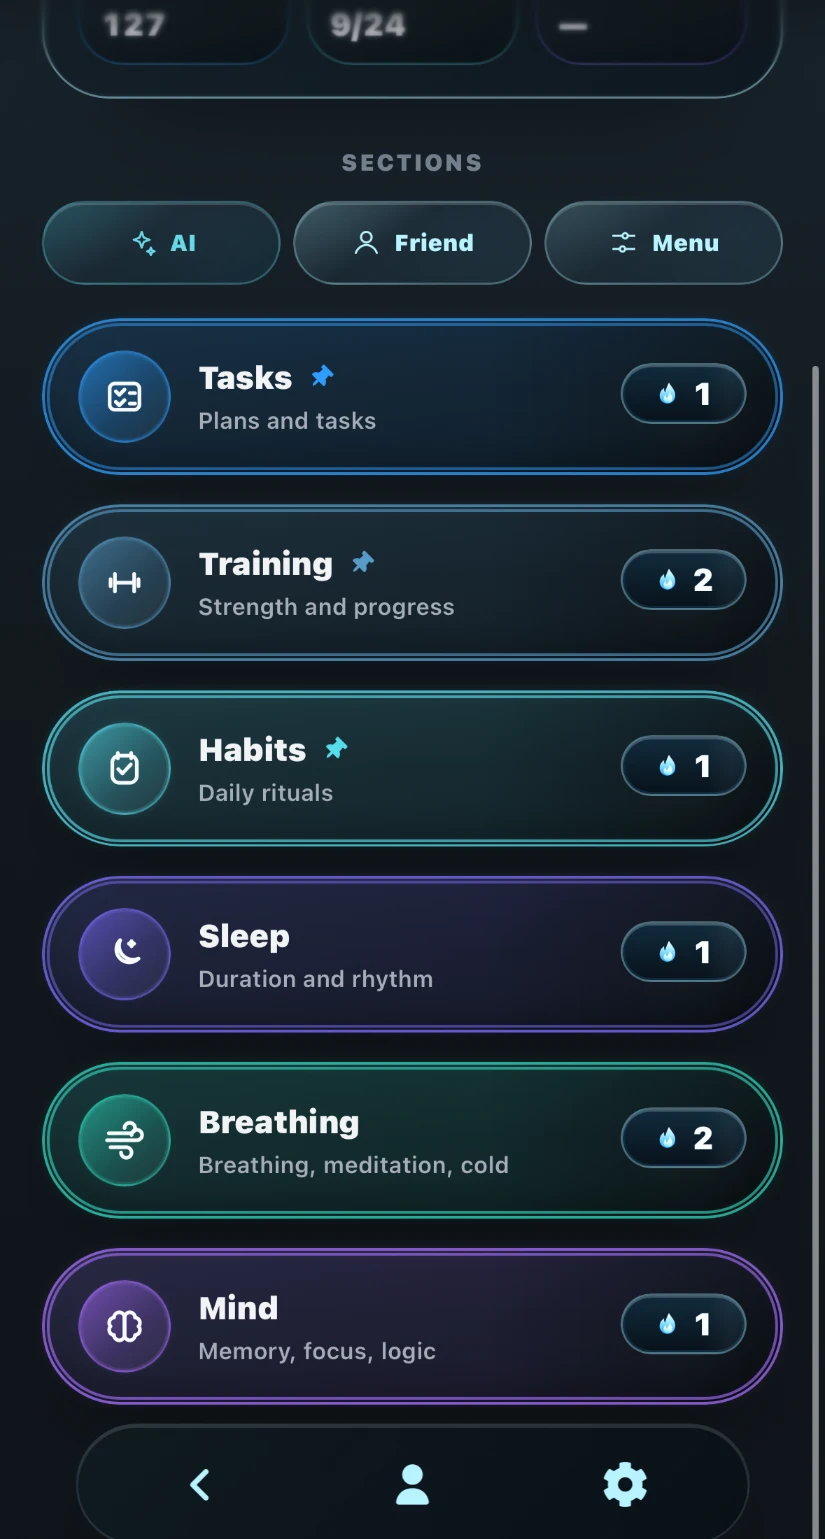 127
9/24
—
SECTIONS
AI
Friend
Menu
Tasks
Plans and tasks
1
Training
Strength and progress
2
Habits
Daily rituals
1
Sleep
Duration and rhythm
1
Breathing
Breathing, meditation, cold
2
Mind
Memory, focus, logic
1